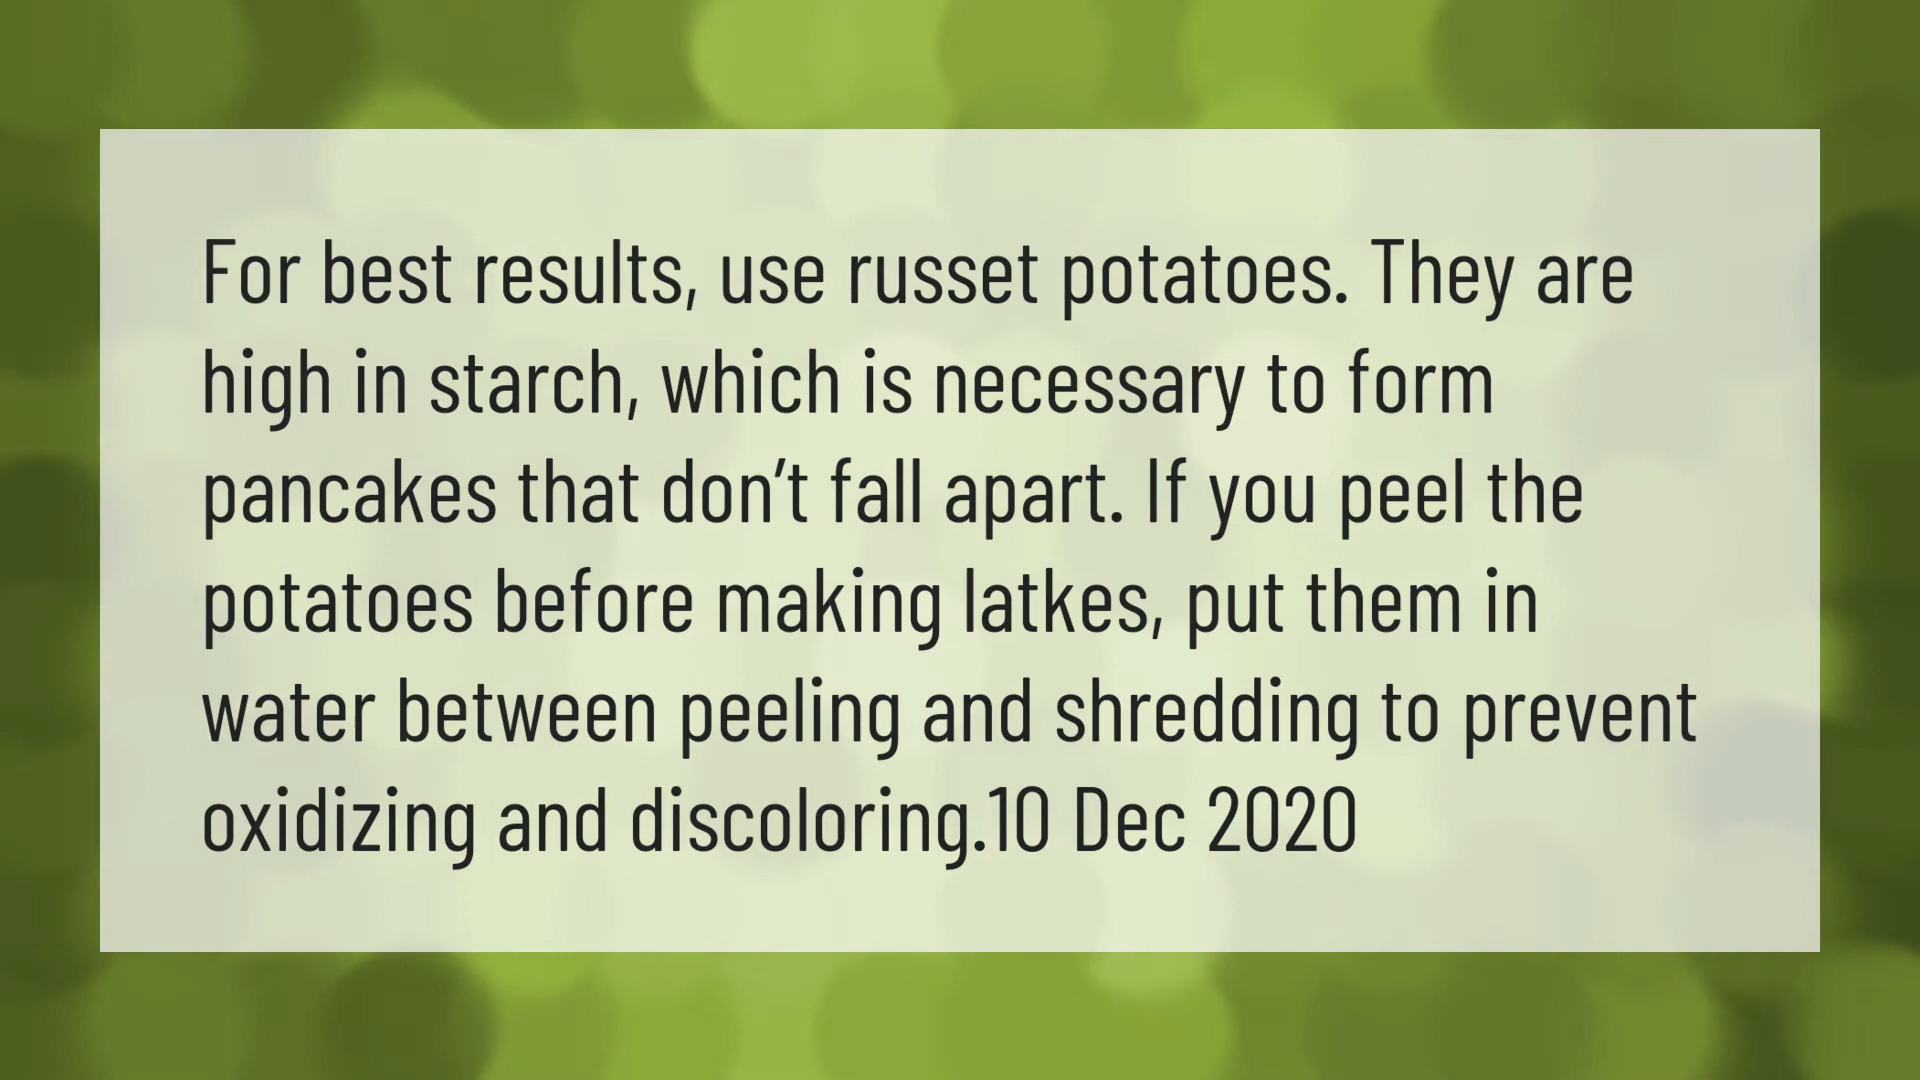 For best results, use russet potatoes. They are
high in starch, which is necessary to form
pancakes that don’t fall apart. If you peel the
potatoes before making latkes, put them in
water between peeling and shredding to prevent
oxidizing and discoloring.10 Dec 2020